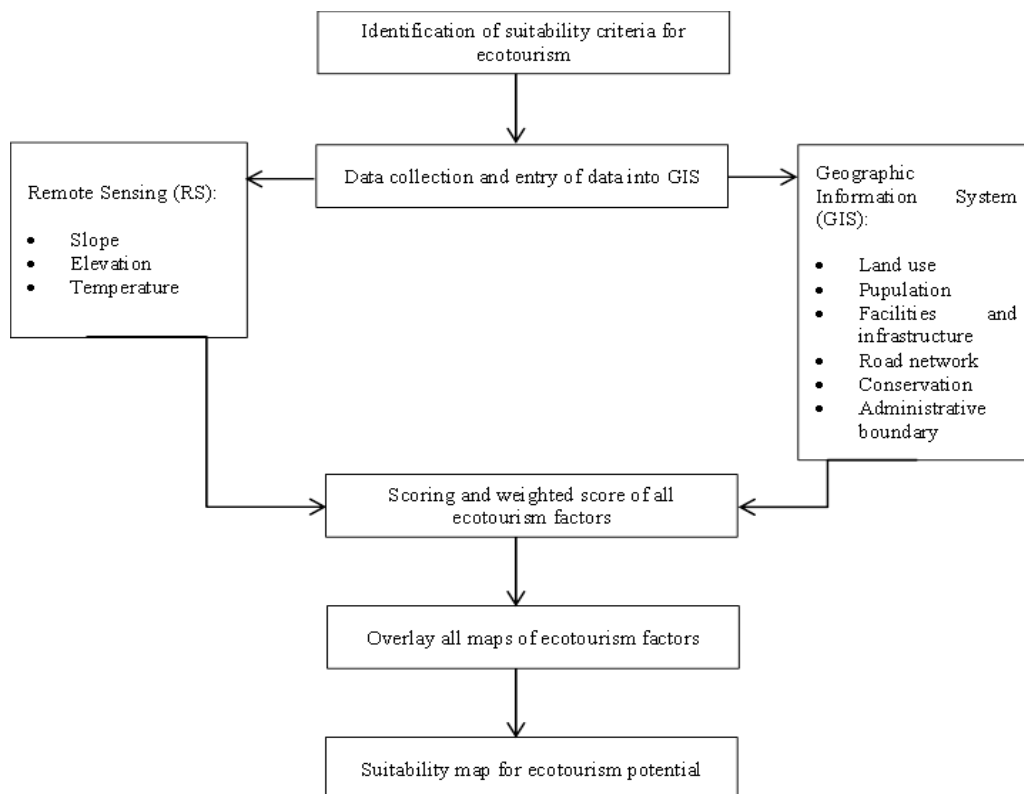 Identification of suitability criteria for
ecotourism
Data collection and entry of data into GIS
Remote Sensing (RS):
• Slope
• Elevation
• Temperature
Geographic
Information System
(GIS):
• Land use
• Pupulation
• Facilities and
infrastructure
• Road network
• Conservation
• Administrative
boundary
Scoring and weighted score of all
ecotourism factors
Overlay all maps of ecotourism factors
Suitability map for ecotourism potential